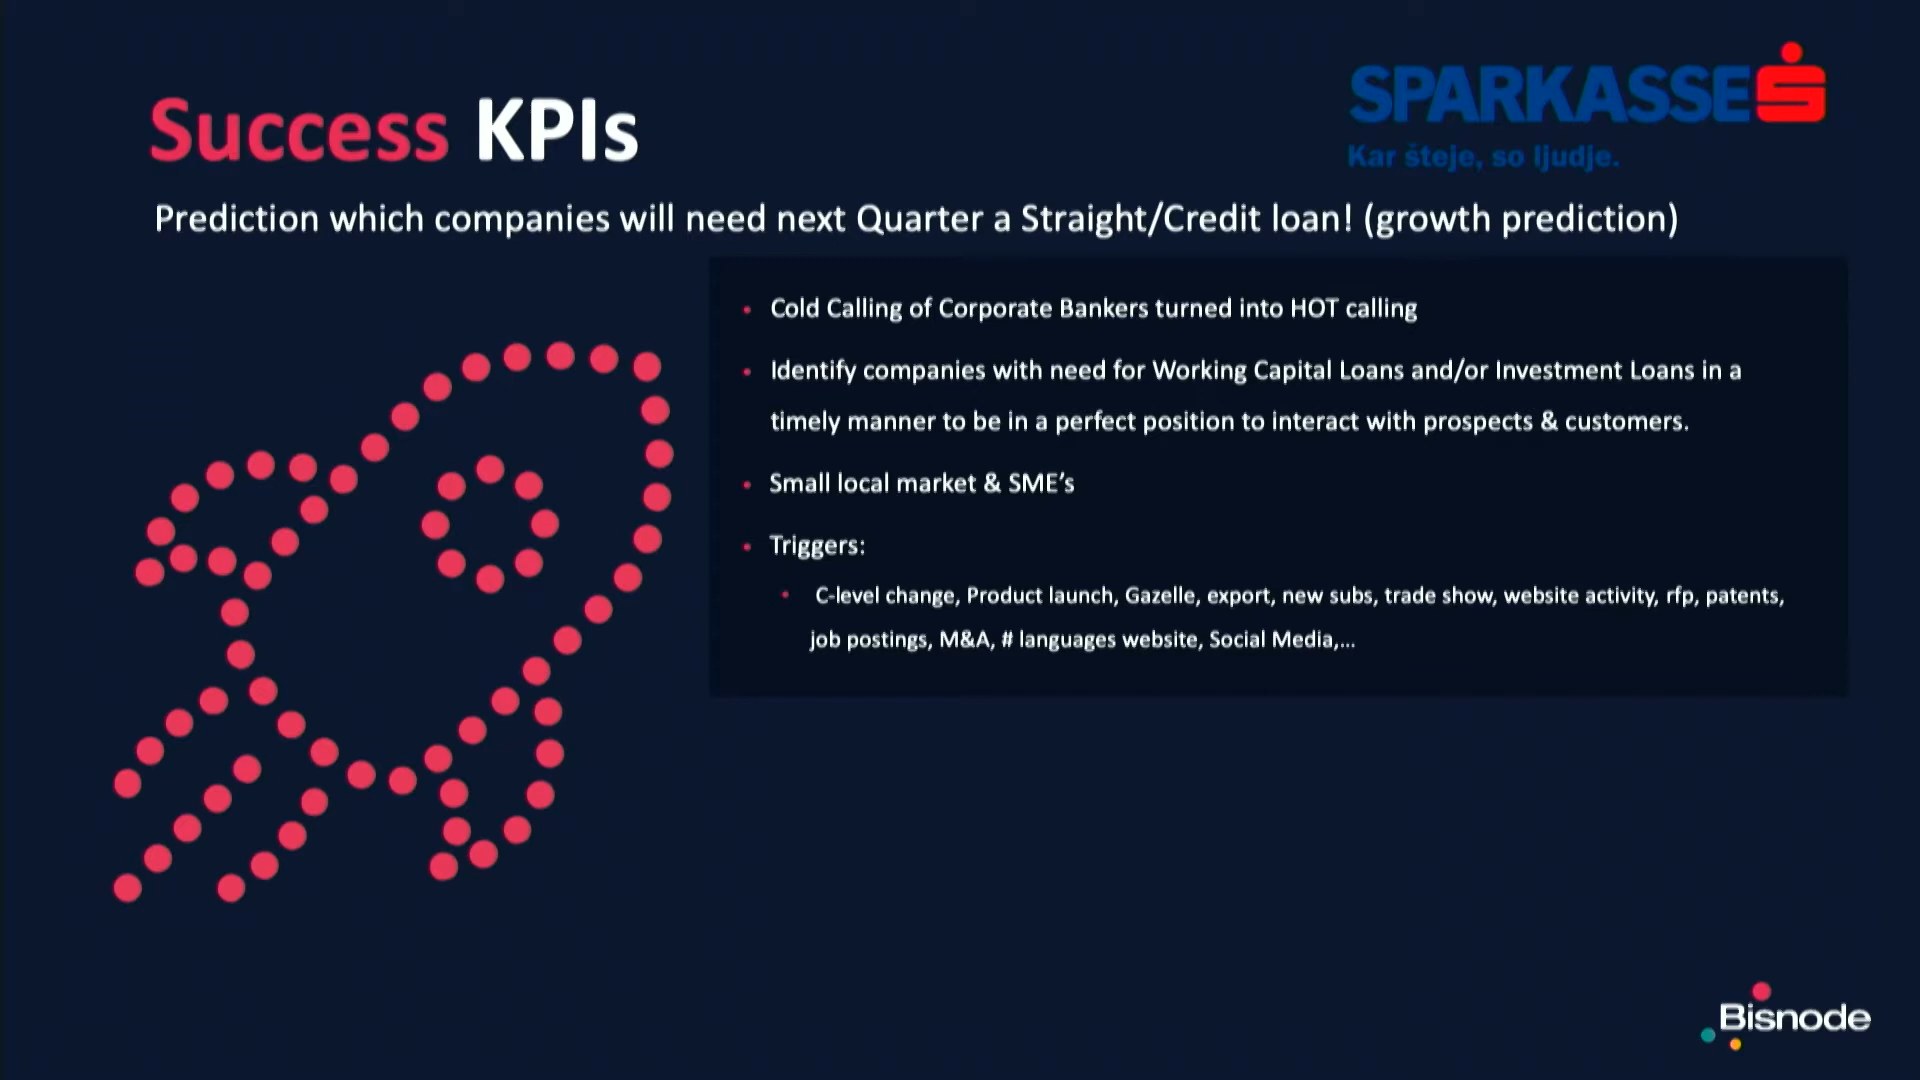 SPARKASSE
Kar šteje, so ljudje.
Success KPIs
Prediction which companies will need next Quarter a Straight/Credit loan! (growth prediction)
• Cold Calling of Corporate Bankers turned into HOT calling
• Identify companies with need for Working Capital Loans and/or Investment Loans in a
timely manner to be in a perfect position to interact with prospects & customers.
• Small local market & SME’s
• Triggers:
• C-level change, Product launch, Gazelle, export, new subs, trade show, website activity, rfp, patents,
job postings, M&A, # languages website, Social Media,...
Bisnode